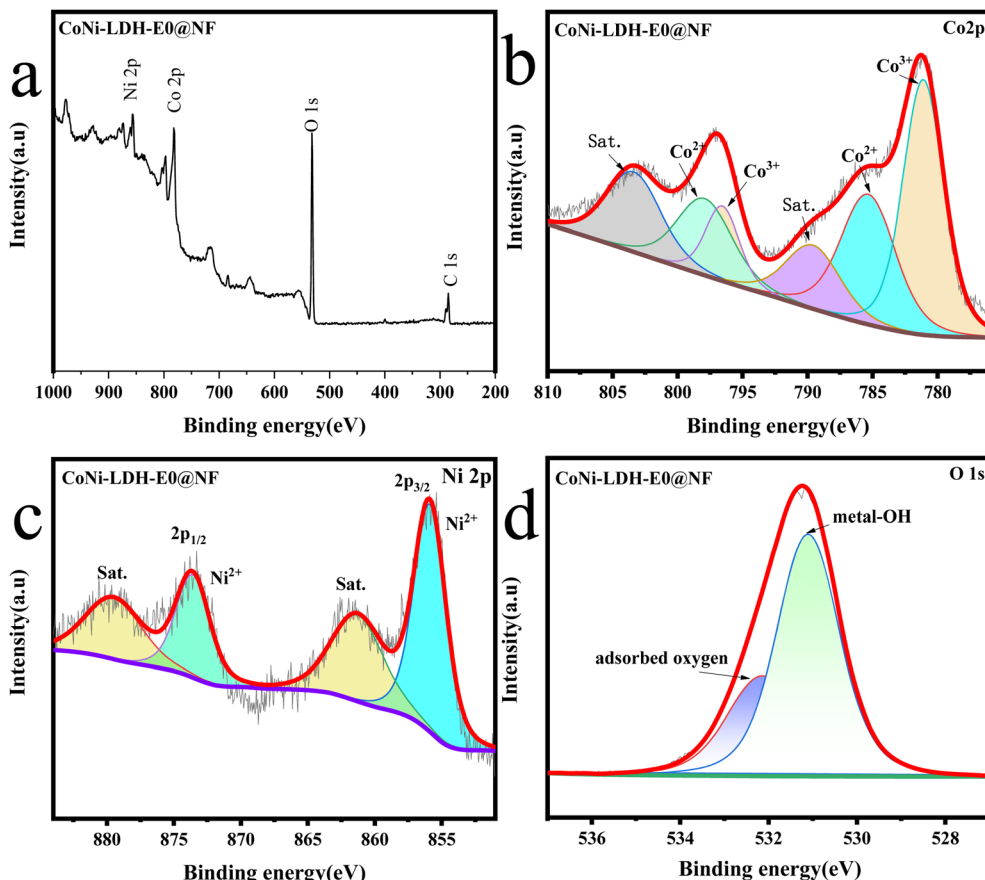 CoNi-LDH-E0@NF
a
Ni 2p
Co 2p
O 1s
C 1s
Intensity(a.u)
1000 900 800 700 600 500 400 300 200
Binding energy(eV)
CoNi-LDH-E0@NF
Co2p
b
Co³⁺
Sat.
Co²⁺
Co³⁺
Co²⁺
Sat.
Intensity(a.u)
810 805 800 795 790 785 780
Binding energy(eV)
CoNi-LDH-E0@NF
Ni 2p
c
2p3/2
Ni²⁺
2p1/2
Ni²⁺
Sat.
Sat.
Intensity(a.u)
880 875 870 865 860 855
Binding energy(eV)
CoNi-LDH-E0@NF
O 1s
d
metal-OH
adsorbed oxygen
Intensity(a.u)
536 534 532 530 528
Binding energy(eV)